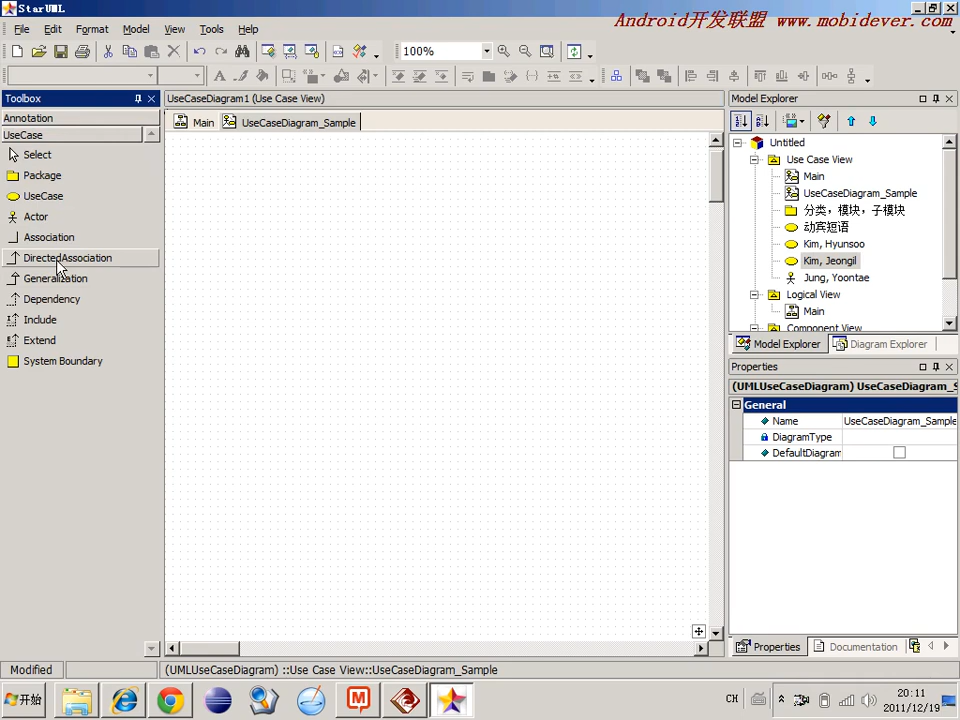 StarUML
Android开发联盟 www.mobidever.com
File Edit Format Model View Tools Help
100%
Toolbox
Annotation
UseCase
Select
Package
UseCase
Actor
Association
DirectedAssociation
Generalization
Dependency
Include
Extend
System Boundary
UseCaseDiagram1 (Use Case View)
Main UseCaseDiagram_Sample
Model Explorer
Untitled
Use Case View
Main
UseCaseDiagram_Sample
分类，模块，子模块
动宾短语
Kim, Hyunsoo
Kim, Jeongil
Jung, Yoontae
Logical View
Main
Component View
Model Explorer Diagram Explorer
Properties
(UMLUseCaseDiagram) UseCaseDiagram_S
General
Name UseCaseDiagram_Sample
DiagramType
DefaultDiagram
Properties Documentation
Modified (UMLUseCaseDiagram) ::Use Case View::UseCaseDiagram_Sample
开始
CH
20:11
2011/12/19